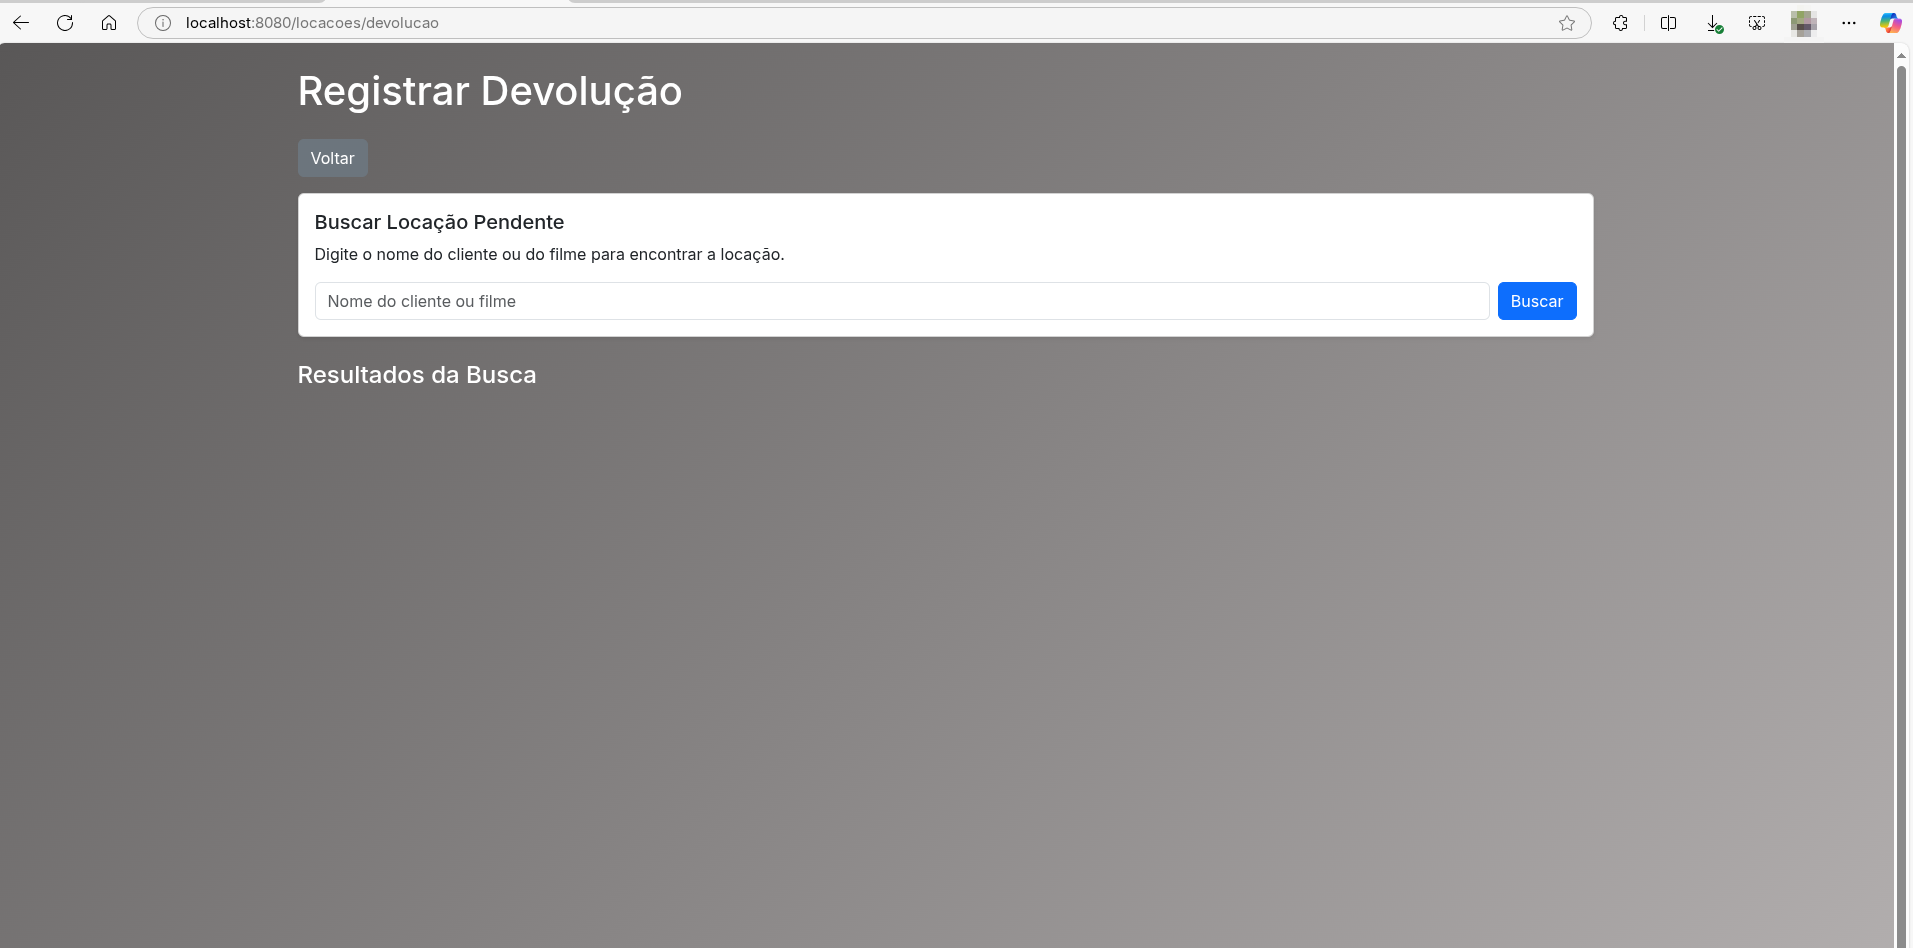 localhost:8080/locacoes/devolucao
Registrar Devolução
Voltar
Buscar Locação Pendente
Digite o nome do cliente ou do filme para encontrar a locação.
Nome do cliente ou filme
Buscar
Resultados da Busca